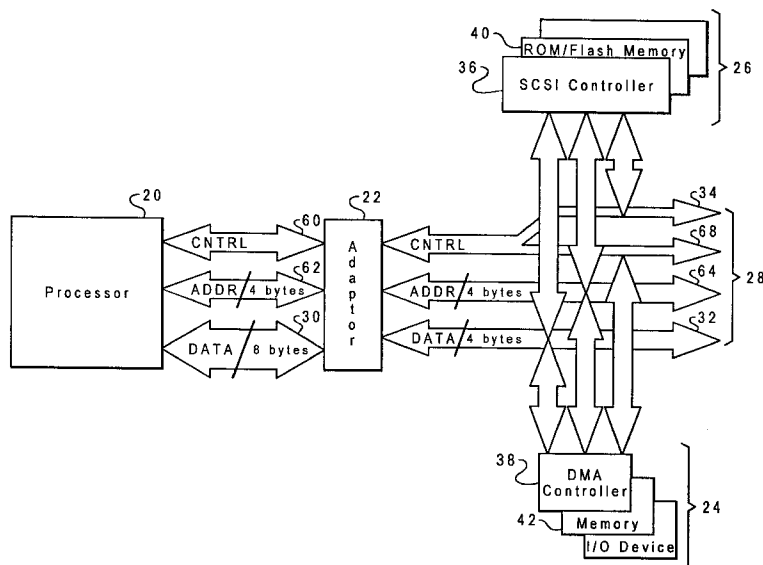 40
ROM/Flash Memory
36
SCSI Controller
26
20
60
22
34
CNTRL
CNTRL
68
Processor
62
ADDR 4 bytes
Adaptor
ADDR 4 bytes
64
28
30
DATA 8 bytes
DATA 4 bytes
32
38
DMA
Controller
24
42
Memory
I/O Device